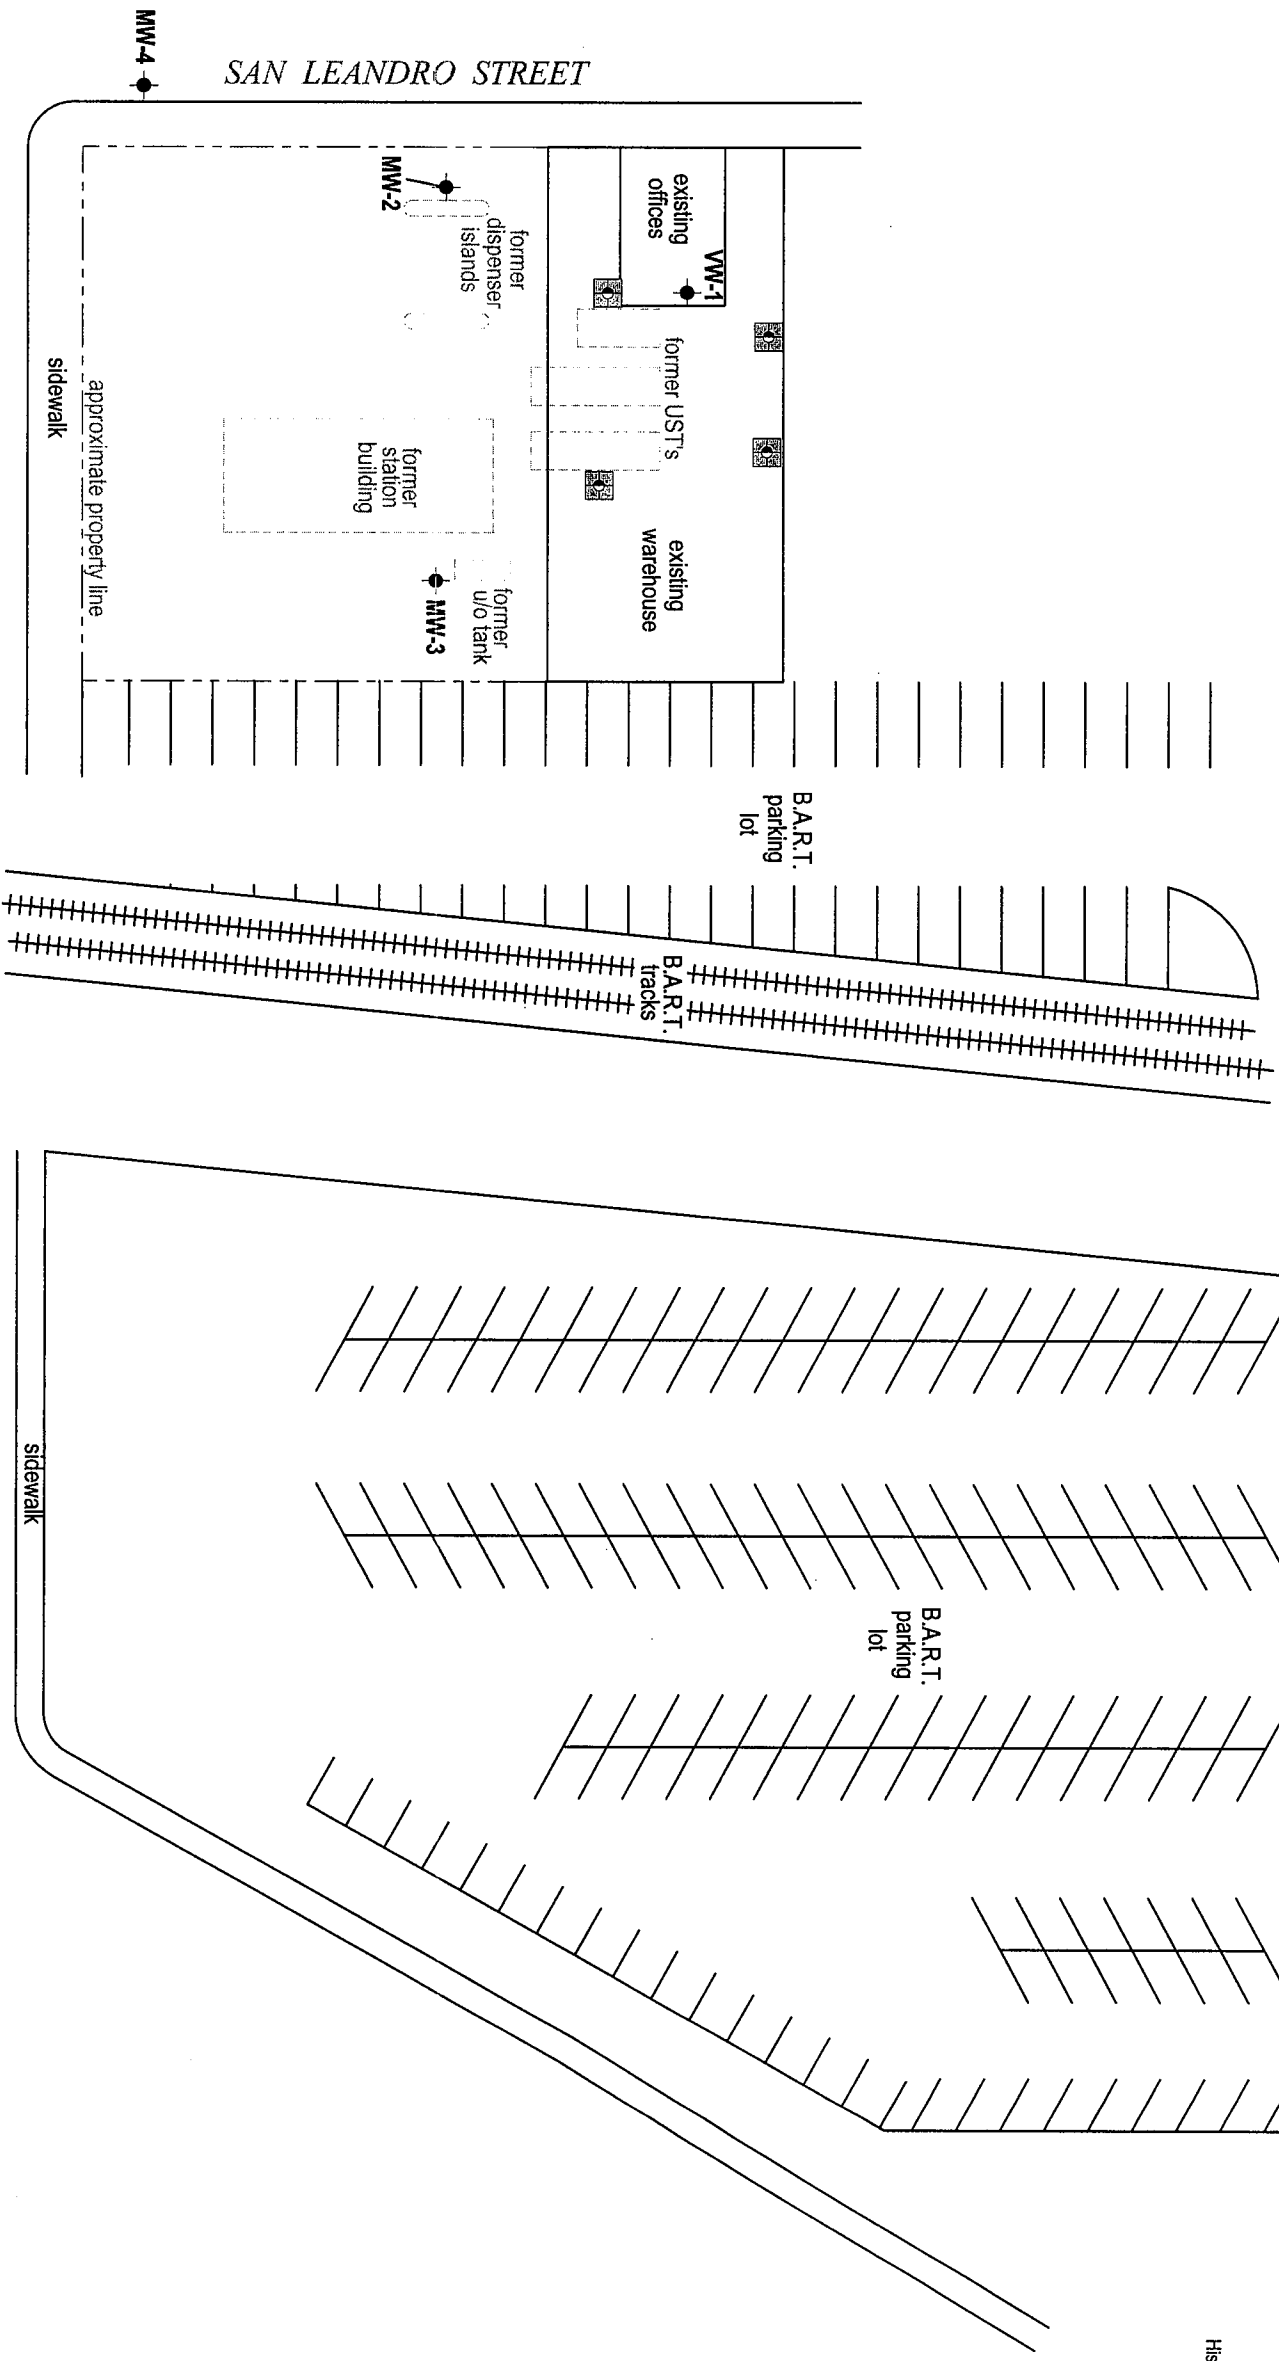 MW-4
SAN LEANDRO STREET
MW-2
former
dispenser
islands
existing
offices
VW-1
former UST's
former
station
building
existing
warehouse
former
u/o tank
MW-3
approximate property line
sidewalk
B.A.R.T.
parking
lot
B.A.R.T.
tracks
sidewalk
B.A.R.T.
parking
lot
His